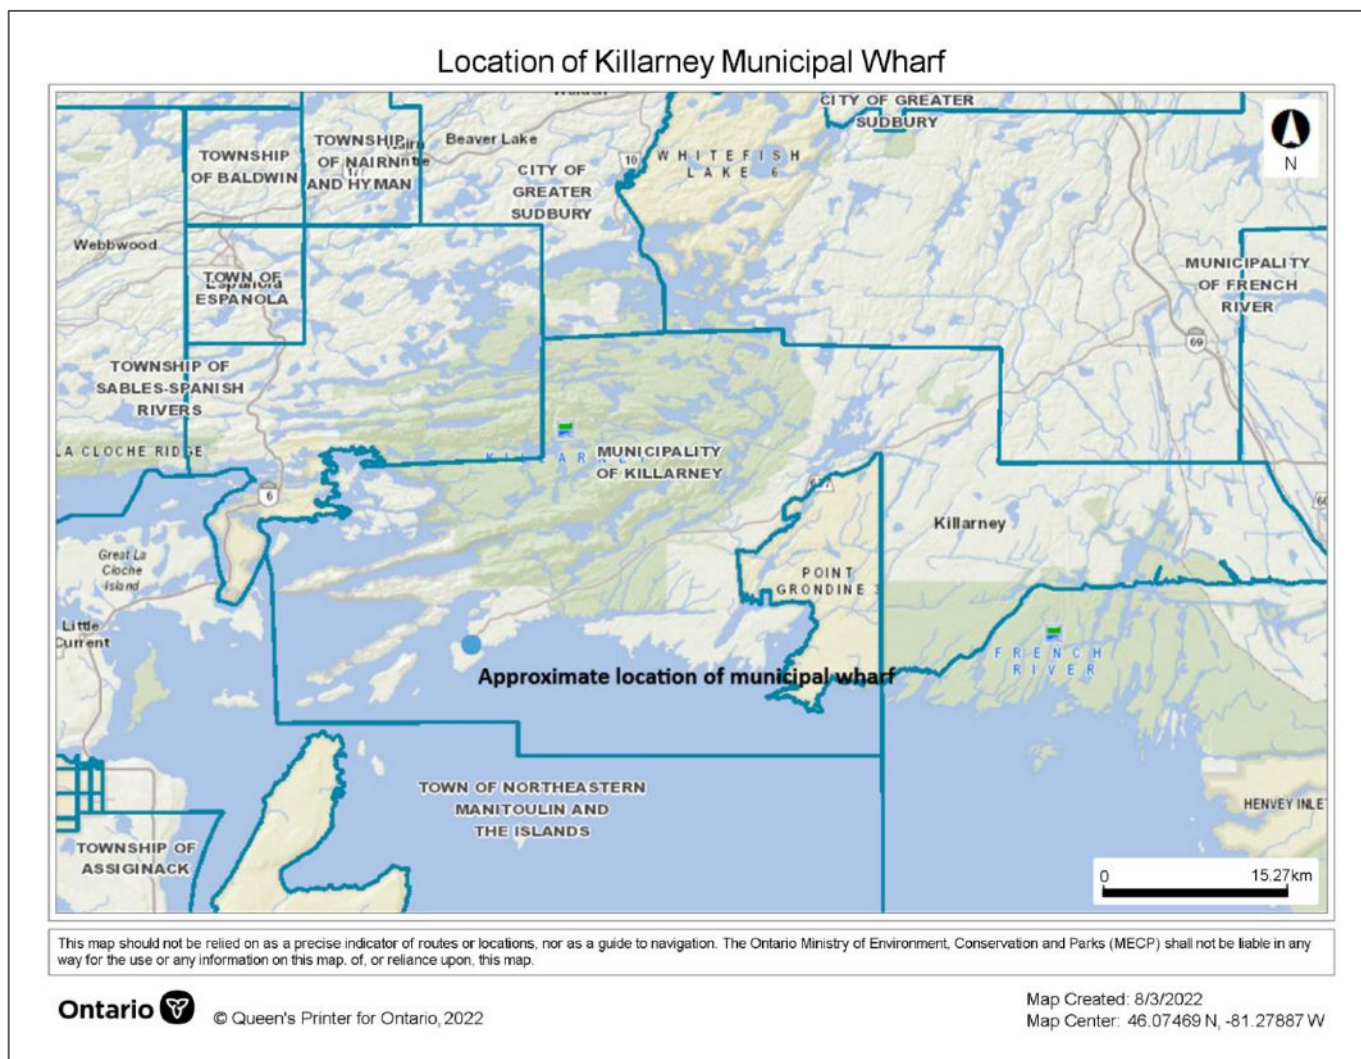 Location of Killarney Municipal Wharf
CITY OF GREATER
SUDBURY
N
TOWNSHIP
OF BALDWIN
TOWNSHIP
OF NAIRN
AND HYMAN
Beaver Lake
CITY OF
GREATER
SUDBURY
10
WHITEFISH
LAKE 6
Webbwood
TOWN OF
ESPANOLA
MUNICIPALITY
OF FRENCH
RIVER
69
TOWNSHIP OF
SABLES-SPANISH
RIVERS
LA CLOCHE RIDGE
KILLARNEY
MUNICIPALITY
OF KILLARNEY
6
Killarney
Great La
Cloche
Island
POINT
GRONDINE 3
Little
Current
FRENCH
RIVER
Approximate location of municipal wharf
TOWN OF NORTHEASTERN
MANITOULIN AND
THE ISLANDS
HENVEY INLE
TOWNSHIP OF
ASSIGINACK
0 15.27km
This map should not be relied on as a precise indicator of routes or locations, nor as a guide to navigation. The Ontario Ministry of Environment, Conservation and Parks (MECP) shall not be liable in any
way for the use or any information on this map. of, or reliance upon, this map.
Ontario
© Queen's Printer for Ontario, 2022
Map Created: 8/3/2022
Map Center: 46.07469 N, -81.27887 W